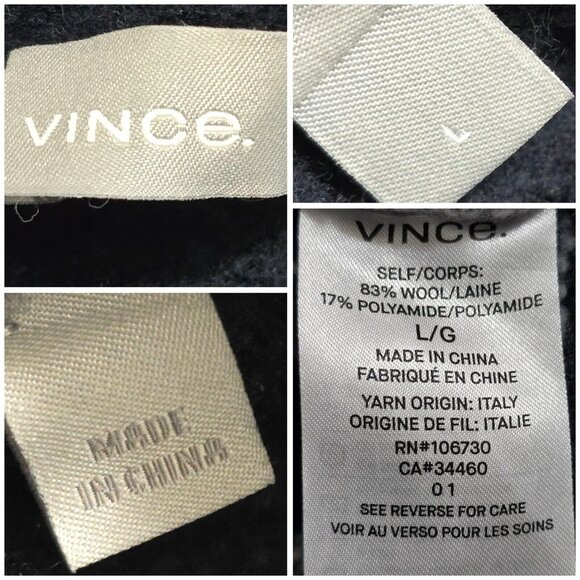 VINCE.
L
MADE
IN CHINA
VINCE.
SELF/CORPS:
83% WOOL/LAINE
17% POLYAMIDE/POLYAMIDE
L/G
MADE IN CHINA
FABRIQUÉ EN CHINE
YARN ORIGIN: ITALY
ORIGINE DE FIL: ITALIE
RN#106730
CA#34460
0 1
SEE REVERSE FOR CARE
VOIR AU VERSO POUR LES SOINS